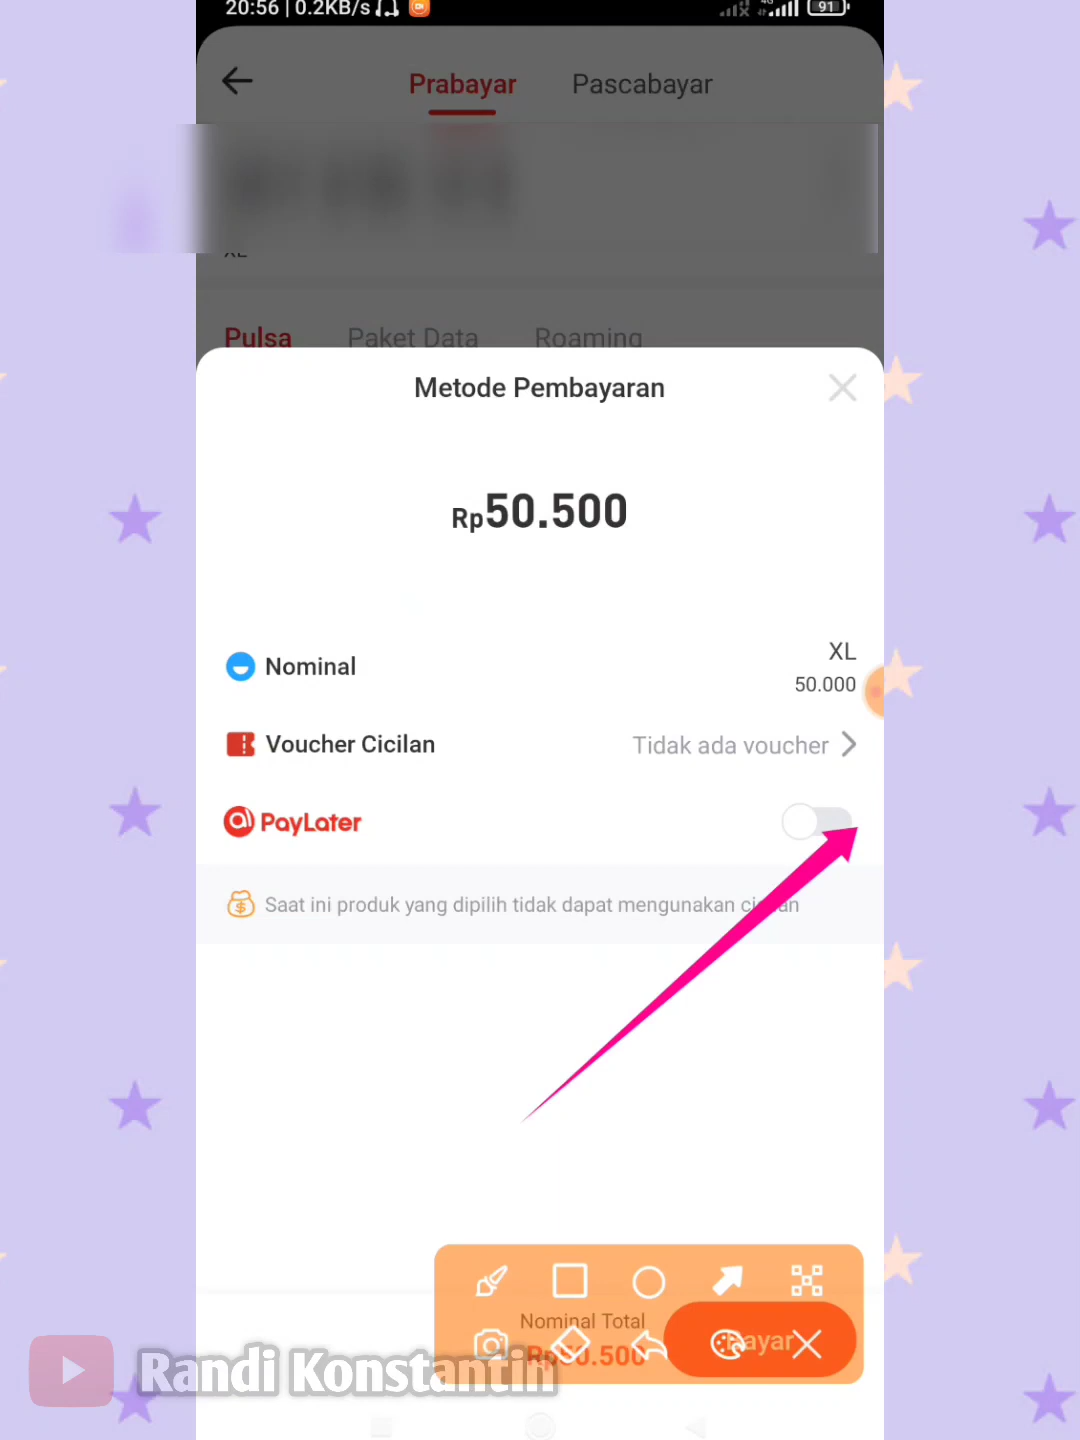 20:56 | 0.2KB/s
4G
91
Prabayar
Pascabayar
XL
Pulsa
Paket Data
Roaming
Metode Pembayaran
Rp50.500
Nominal
XL
50.000
Voucher Cicilan
Tidak ada voucher
PayLater
Saat ini produk yang dipilih tidak dapat mengunakan cicilan
Nominal Total
Rp50.500
Bayar
Randi Konstantin